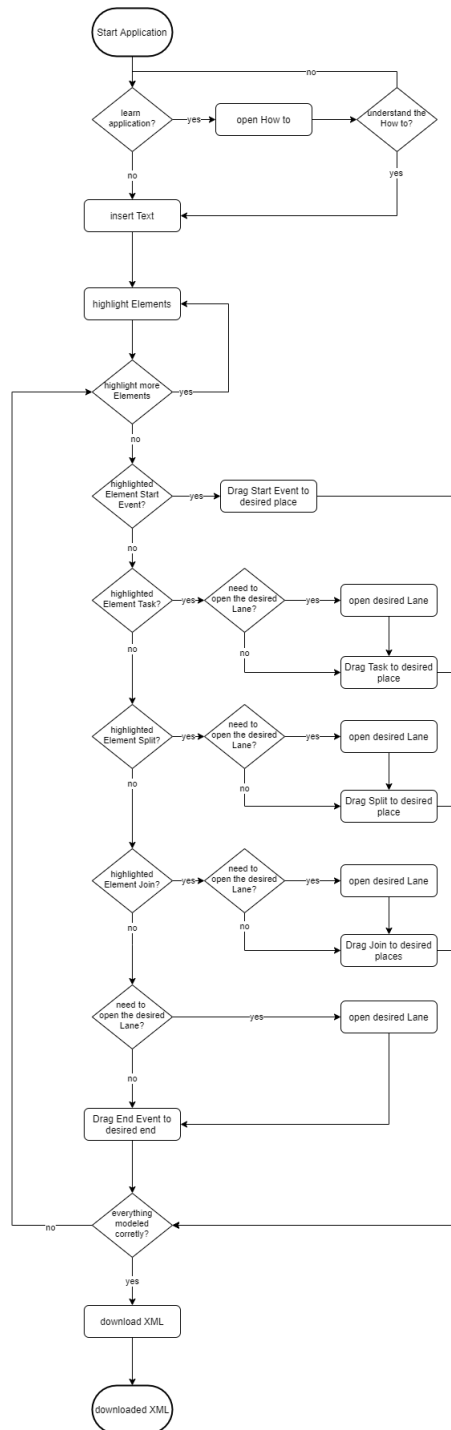 Start Application
no
learn
application?
yes
open How to
understand the
How to?
no
yes
insert Text
highlight Elements
highlight more
Elements
yes
no
highlighted
Element Start
Event?
yes
Drag Start Event to
desired place
no
highlighted
Element Task?
yes
need to
open the desired
Lane?
yes
open desired Lane
no
no
Drag Task to desired
place
highlighted
Element Split?
yes
need to
open the desired
Lane?
yes
open desired Lane
no
no
Drag Split to desired
place
highlighted
Element Join?
yes
need to
open the desired
Lane?
yes
open desired Lane
no
no
Drag Join to desired
places
need to
open the desired
Lane?
yes
open desired Lane
no
Drag End Event to
desired end
everything
modeled
corretly?
no
yes
download XML
downloaded XML